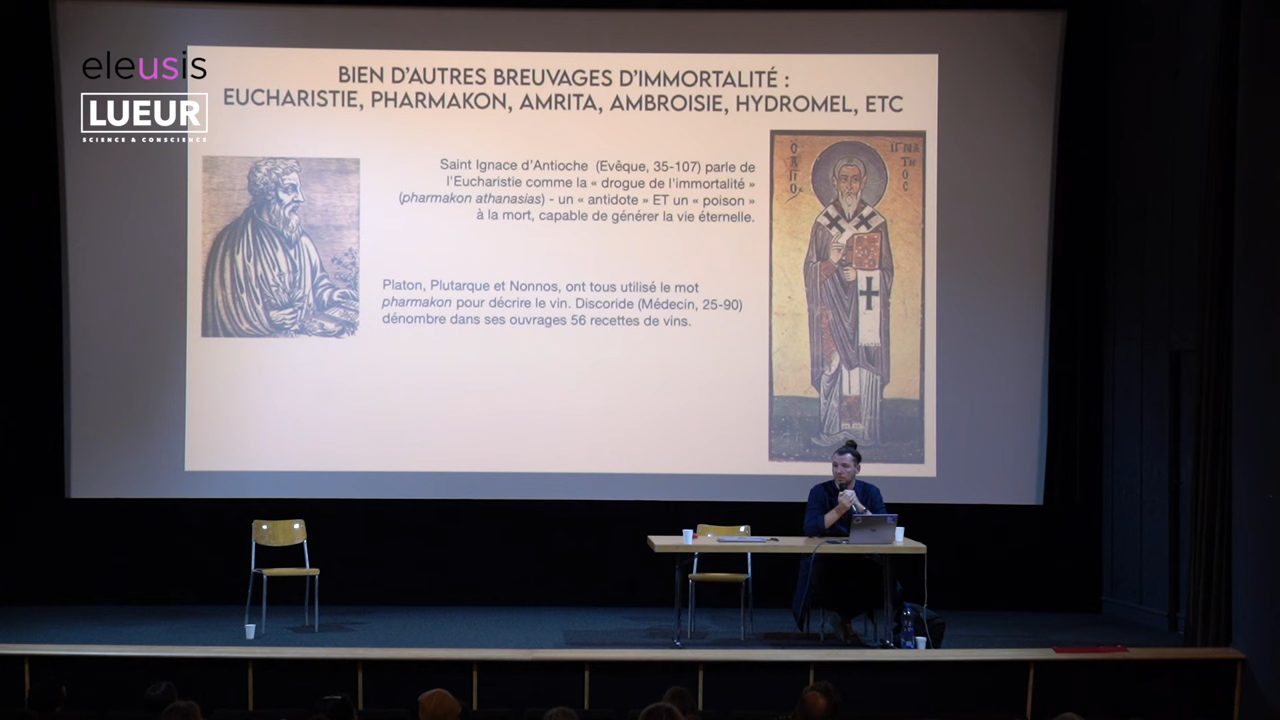 eleusis
LUEUR
SCIENCE & CONSCIENCE
BIEN D'AUTRES BREUVAGES D'IMMORTALITÉ :
EUCHARISTIE, PHARMAKON, AMRITA, AMBROISIE, HYDROMEL, ETC
Saint Ignace d'Antioche (Evêque, 35-107) parle de
l'Eucharistie comme la « drogue de l'immortalité »
(pharmakon athanasias) - un « antidote » ET un « poison »
à la mort, capable de générer la vie éternelle.
Platon, Plutarque et Nonnos, ont tous utilisé le mot
pharmakon pour décrire le vin. Discoride (Médecin, 25-90)
dénombre dans ses ouvrages 56 recettes de vins.